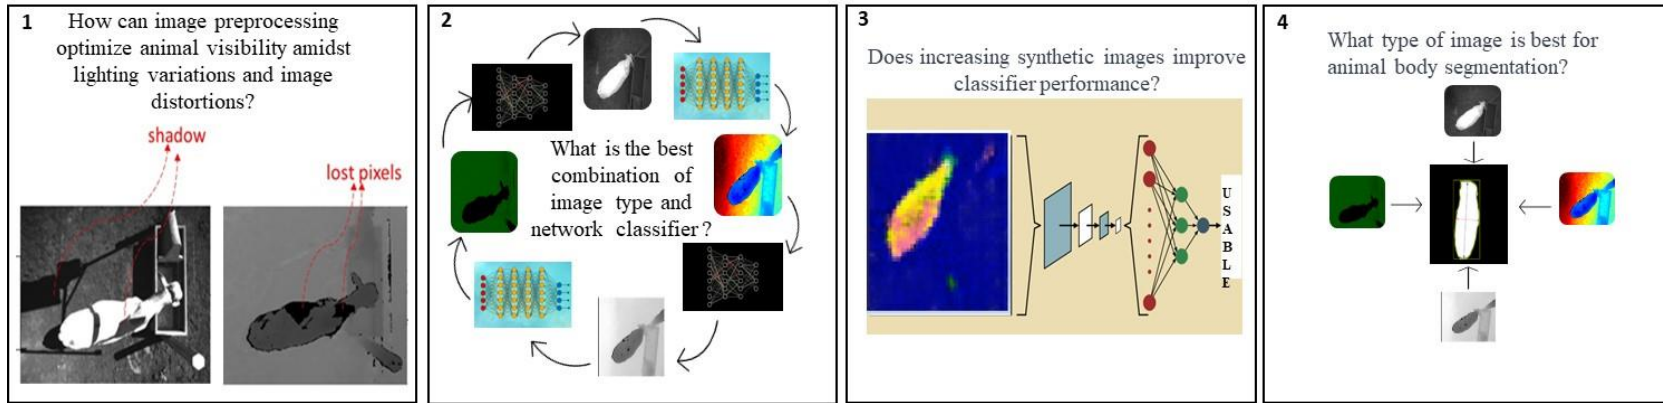 1
How can image preprocessing
optimize animal visibility amidst
lighting variations and image
distortions?
shadow
lost pixels
2
What is the best
combination of
image type and
network classifier?
3
Does increasing synthetic images improve
classifier performance?
USABLE
4
What type of image is best for
animal body segmentation?